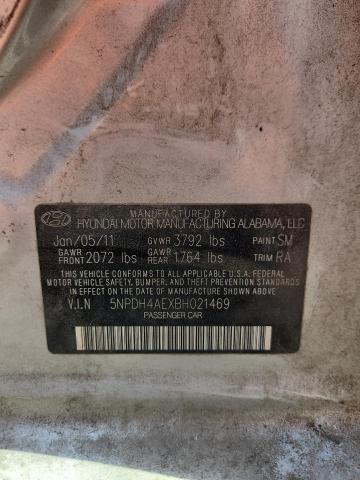 MANUFACTURED BY
HYUNDAI MOTOR MANUFACTURING ALABAMA, LLC
Jan/05/11 GVWR 3792 lbs PAINT SM
GAWR FRONT 2072 lbs GAWR REAR 1764 lbs TRIM RA
THIS VEHICLE CONFORMS TO ALL APPLICABLE U.S. FEDERAL
MOTOR VEHICLE SAFETY, BUMPER, AND THEFT PREVENTION STANDARDS
IN EFFECT ON THE DATE OF MANUFACTURE SHOWN ABOVE.
V.I.N 5NPDH4AEXBH021469
PASSENGER CAR